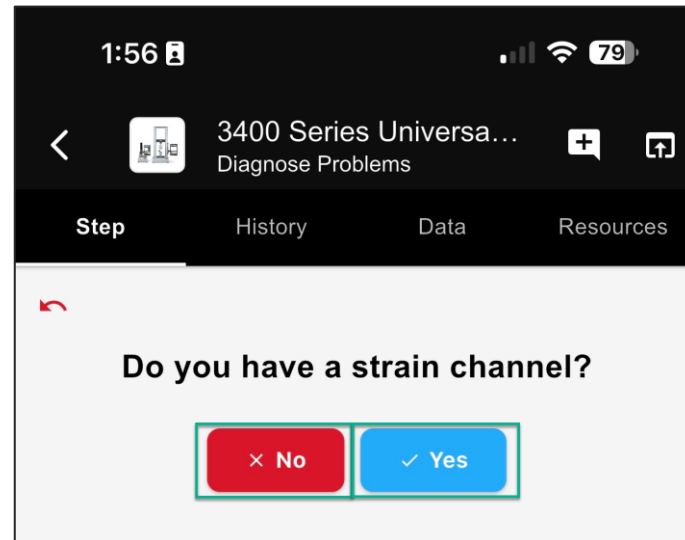 1:56
79
3400 Series Universa...
Diagnose Problems
Step History Data Resources
Do you have a strain channel?
No Yes